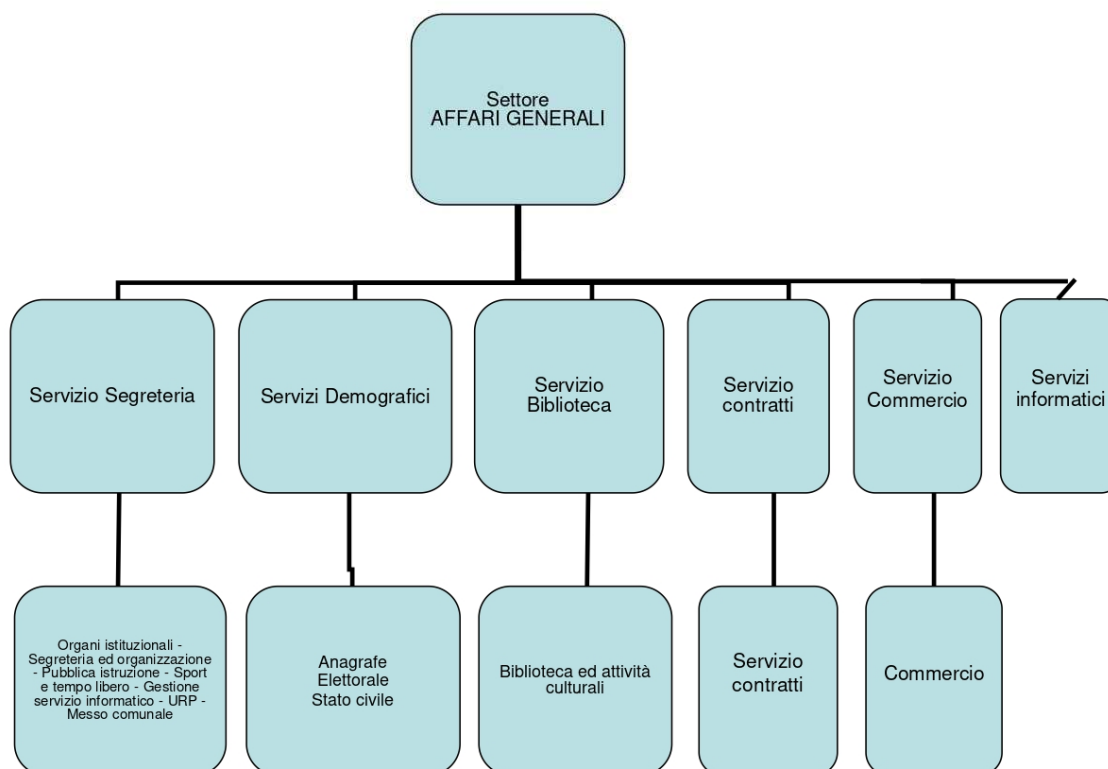 Settore
AFFARI GENERALI
Servizio Segreteria
Servizi Demografici
Servizio
Biblioteca
Servizio
contratti
Servizio
Commercio
Servizi
informatici
Organi istituzionali -
Segreteria ed organizzazione
- Pubblica istruzione - Sport
e tempo libero - Gestione
servizio informatico - URP -
Messo comunale
Anagrafe
Elettorale
Stato civile
Biblioteca ed attività
culturali
Servizio
contratti
Commercio